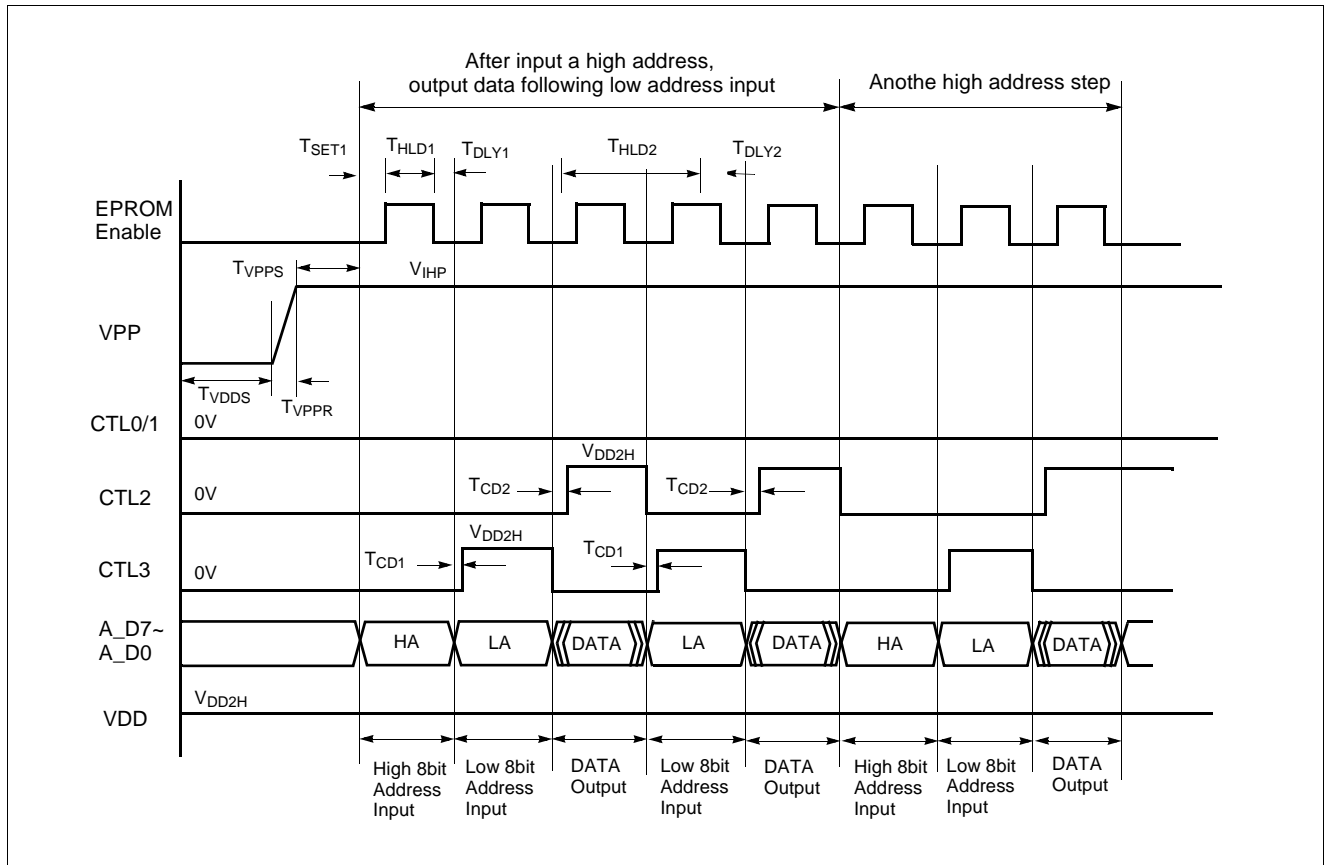 After input a high address,
output data following low address input
Anothe high address step
TSET1
THLD1
TDLY1
THLD2
TDLY2
EPROM
Enable
TVPPS
VIHP
VPP
TVDDS
TVPPR
CTL0/1
0V
VDD2H
CTL2
0V
TCD2
TCD2
VDD2H
CTL3
0V
TCD1
TCD1
A_D7~
A_D0
HA
LA
DATA
LA
DATA
HA
LA
DATA
VDD2H
VDD
High 8bit
Address
Input
Low 8bit
Address
Input
DATA
Output
Low 8bit
Address
Input
DATA
Output
High 8bit
Address
Input
Low 8bit
Address
Input
DATA
Output